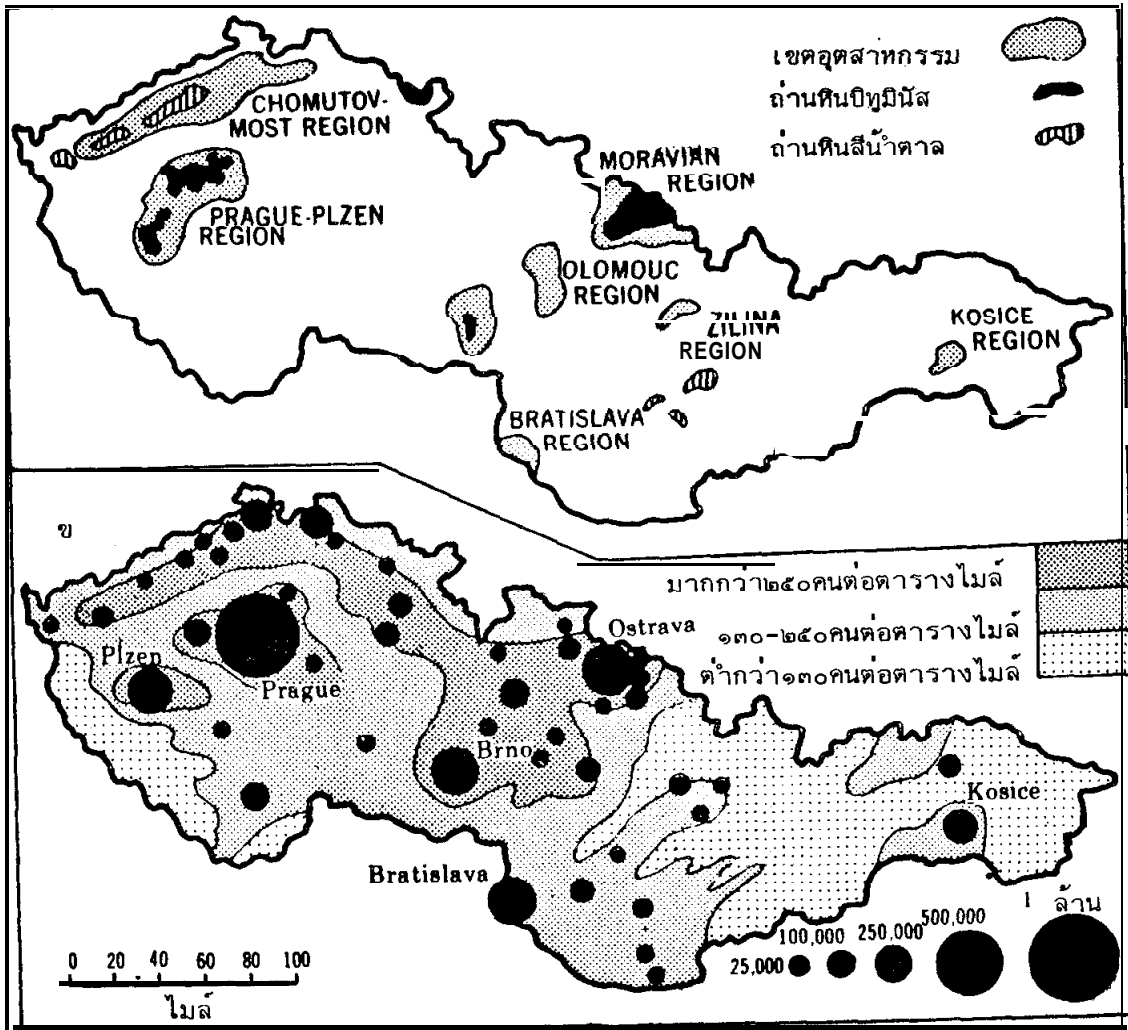 เขตอุตสาหกรรม
ถ่านหินบิทูมินัส
ถ่านหินสีน้ำตาล
CHOMUTOV-
MOST REGION
MORAVIAN
REGION
PRAGUE-PLZEN
REGION
OLOMOUC
REGION
ZILINA
REGION
KOSICE
REGION
BRATISLAVA
REGION
ข
มากกว่า๒๕๐คนต่อตารางไมล์
๑๓๐-๒๕๐คนต่อตารางไมล์
ต่ำกว่า๑๓๐คนต่อตารางไมล์
Ostrava
Plzen
Prague
Brno
Kosice
Bratislava
1 ล้าน
500,000
250,000
100,000
25,000
0 20 40 60 80 100
ไมล์